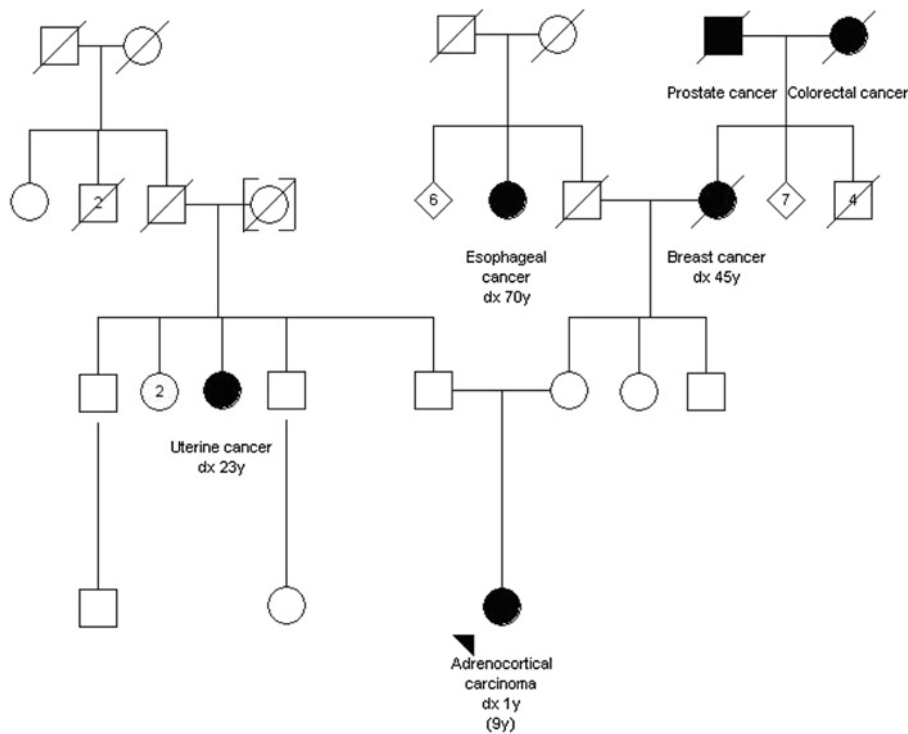 Prostate cancer
Colorectal cancer
2
6
7
4
Esophageal
cancer
dx 70y
Breast cancer
dx 45y
2
Uterine cancer
dx 23y
Adrenocortical
carcinoma
dx 1y
(9y)